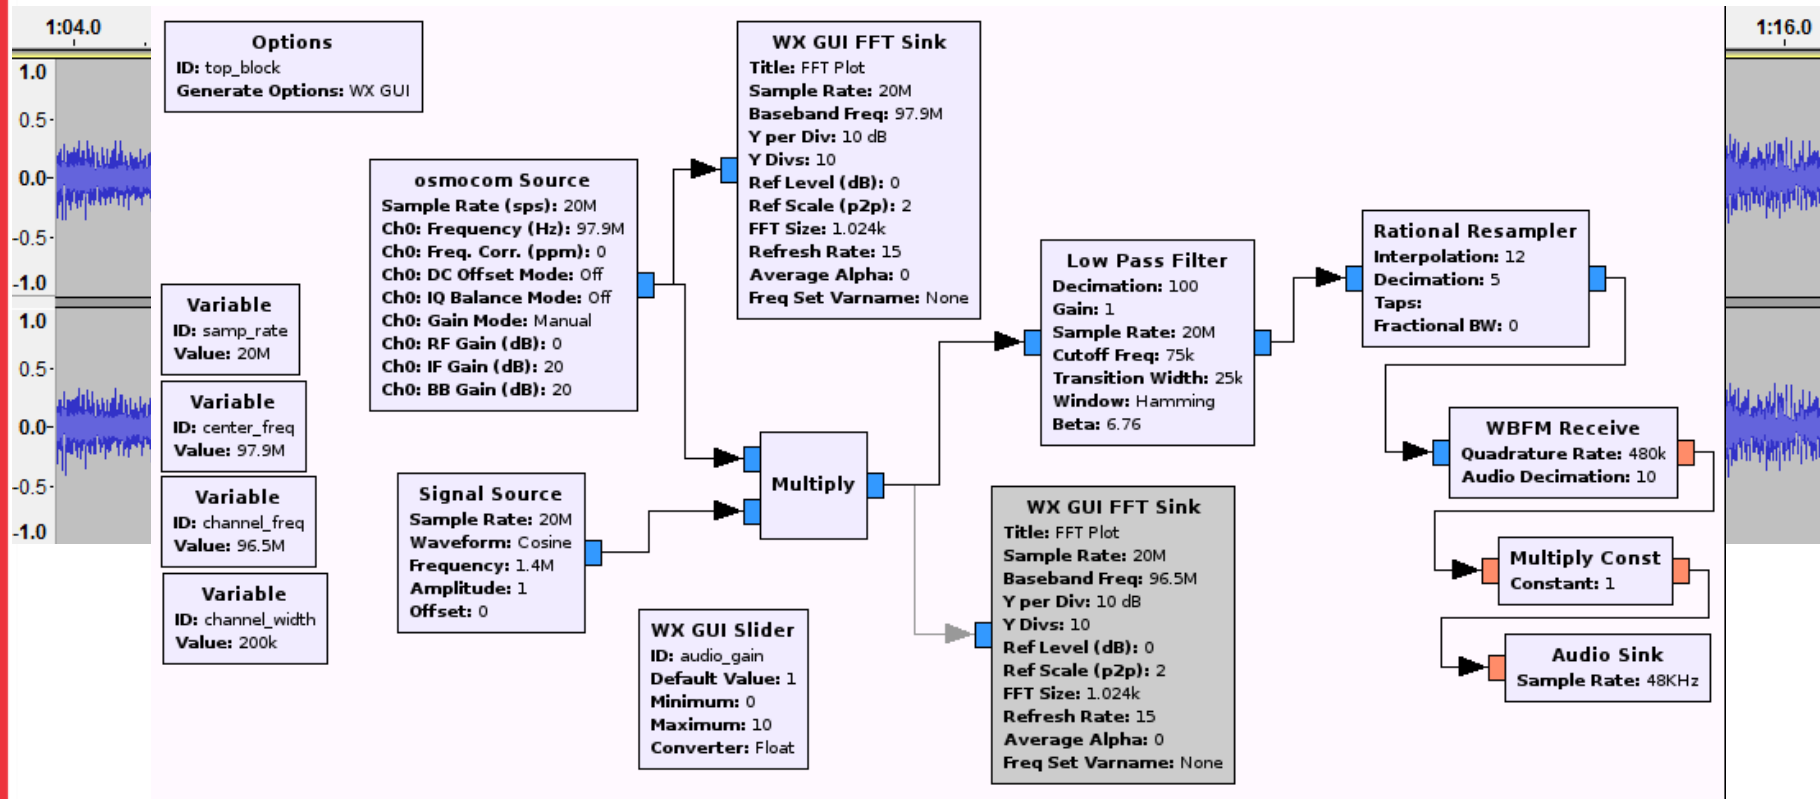 1:04.0
1.0
0.5
0.0
-0.5
-1.0
1.0
0.5
0.0
-0.5
-1.0
Options
ID: top_block
Generate Options: WX GUI
osmocom Source
Sample Rate (sps): 20M
Ch0: Frequency (Hz): 97.9M
Ch0: Freq. Corr. (ppm): 0
Ch0: DC Offset Mode: Off
Ch0: IQ Balance Mode: Off
Ch0: Gain Mode: Manual
Ch0: RF Gain (dB): 0
Ch0: IF Gain (dB): 20
Ch0: BB Gain (dB): 20
Variable
ID: samp_rate
Value: 20M
Variable
ID: center_freq
Value: 97.9M
Variable
ID: channel_freq
Value: 96.5M
Variable
ID: channel_width
Value: 200k
Signal Source
Sample Rate: 20M
Waveform: Cosine
Frequency: 1.4M
Amplitude: 1
Offset: 0
WX GUI FFT Sink
Title: FFT Plot
Sample Rate: 20M
Baseband Freq: 97.9M
Y per Div: 10 dB
Y Divs: 10
Ref Level (dB): 0
Ref Scale (p2p): 2
FFT Size: 1.024k
Refresh Rate: 15
Average Alpha: 0
Freq Set Varname: None
Multiply
WX GUI Slider
ID: audio_gain
Default Value: 1
Minimum: 0
Maximum: 10
Converter: Float
Low Pass Filter
Decimation: 100
Gain: 1
Sample Rate: 20M
Cutoff Freq: 75k
Transition Width: 25k
Window: Hamming
Beta: 6.76
WX GUI FFT Sink
Title: FFT Plot
Sample Rate: 20M
Baseband Freq: 96.5M
Y per Div: 10 dB
Y Divs: 10
Ref Level (dB): 0
Ref Scale (p2p): 2
FFT Size: 1.024k
Refresh Rate: 15
Average Alpha: 0
Freq Set Varname: None
Rational Resampler
Interpolation: 12
Decimation: 5
Taps:
Fractional BW: 0
WBFM Receive
Quadrature Rate: 480k
Audio Decimation: 10
Multiply Const
Constant: 1
Audio Sink
Sample Rate: 48KHz
1:16.0